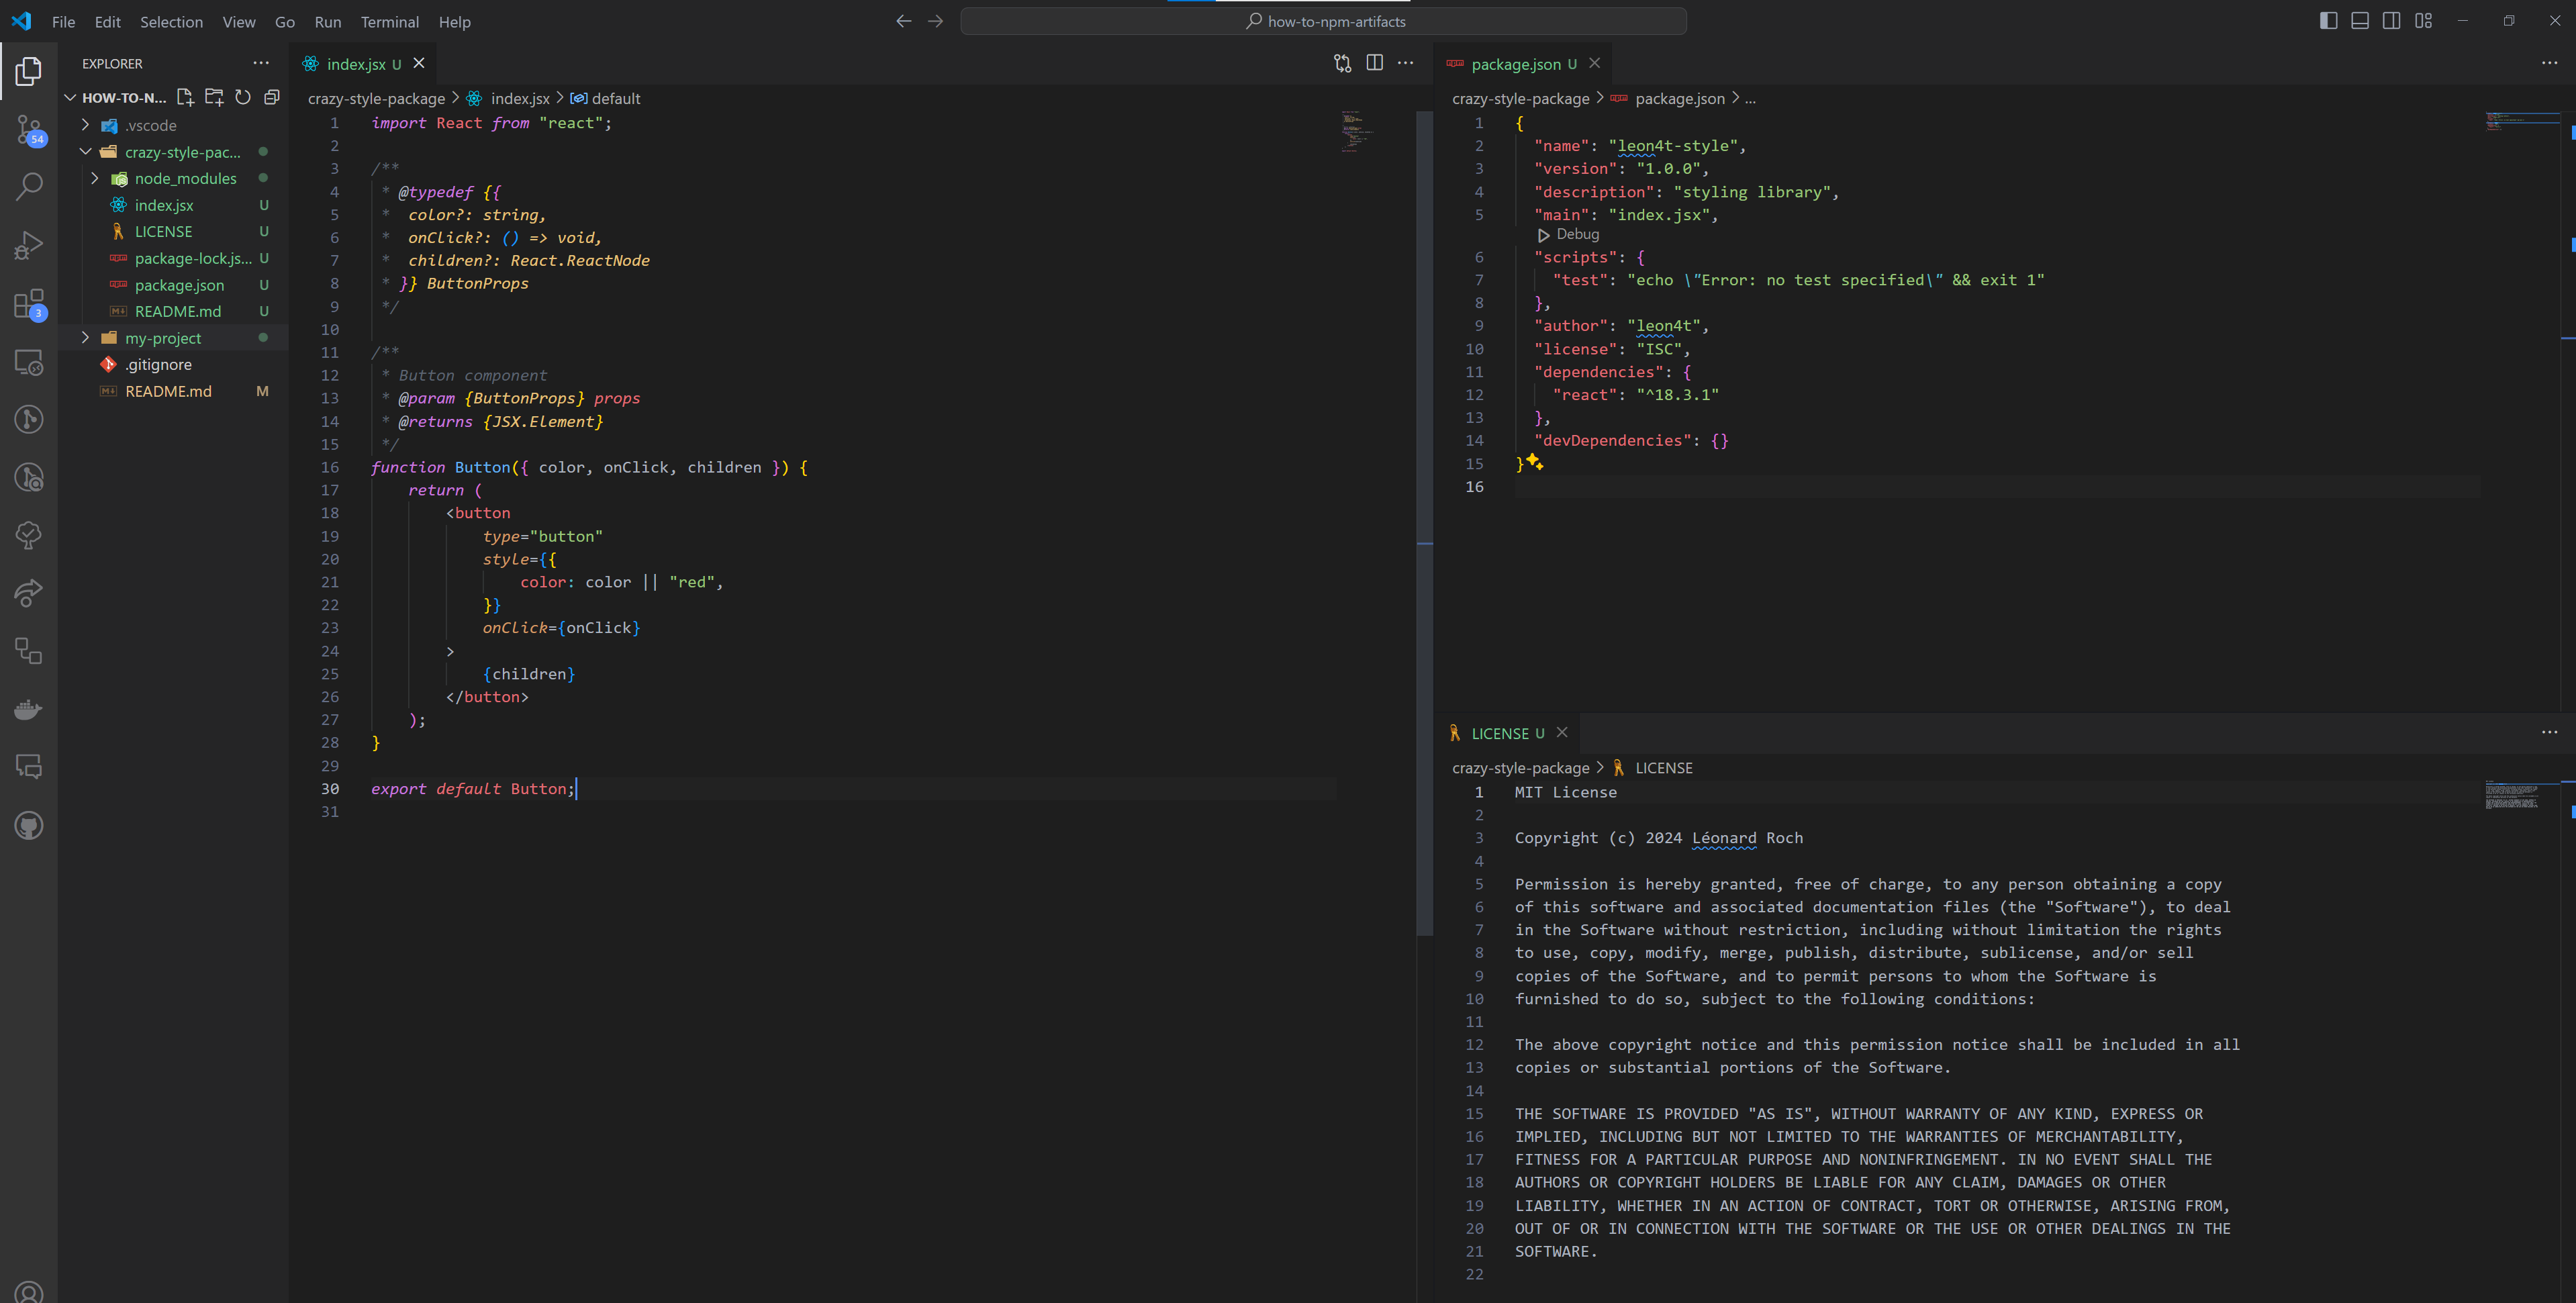 File Edit Selection View Go Run Terminal Help
how-to-npm-artifacts
EXPLORER
HOW-TO-N...
.vscode
crazy-style-pac...
node_modules
index.jsx U
LICENSE U
package-lock.js... U
package.json U
README.md U
my-project
.gitignore
README.md M
54
3
index.jsx U
crazy-style-package > index.jsx > default
1 import React from "react";
2
3 /**
4 * @typedef {{
5 * color?: string,
6 * onClick?: () => void,
7 * children?: React.ReactNode
8 * }} ButtonProps
9 */
10
11 /**
12 * Button component
13 * @param {ButtonProps} props
14 * @returns {JSX.Element}
15 */
16 function Button({ color, onClick, children }) {
17 return (
18 <button
19 type="button"
20 style={{
21 color: color || "red",
22 }}
23 onClick={onClick}
24 >
25 {children}
26 </button>
27 );
28 }
29
30 export default Button;
31
package.json U
crazy-style-package > package.json > ...
1 {
2 "name": "leon4t-style",
3 "version": "1.0.0",
4 "description": "styling library",
5 "main": "index.jsx",
Debug
6 "scripts": {
7 "test": "echo \"Error: no test specified\" && exit 1"
8 },
9 "author": "leon4t",
10 "license": "ISC",
11 "dependencies": {
12 "react": "^18.3.1"
13 },
14 "devDependencies": {}
15 }
16
LICENSE U
crazy-style-package > LICENSE
1 MIT License
2
3 Copyright (c) 2024 Léonard Roch
4
5 Permission is hereby granted, free of charge, to any person obtaining a copy
6 of this software and associated documentation files (the "Software"), to deal
7 in the Software without restriction, including without limitation the rights
8 to use, copy, modify, merge, publish, distribute, sublicense, and/or sell
9 copies of the Software, and to permit persons to whom the Software is
10 furnished to do so, subject to the following conditions:
11
12 The above copyright notice and this permission notice shall be included in all
13 copies or substantial portions of the Software.
14
15 THE SOFTWARE IS PROVIDED "AS IS", WITHOUT WARRANTY OF ANY KIND, EXPRESS OR
16 IMPLIED, INCLUDING BUT NOT LIMITED TO THE WARRANTIES OF MERCHANTABILITY,
17 FITNESS FOR A PARTICULAR PURPOSE AND NONINFRINGEMENT. IN NO EVENT SHALL THE
18 AUTHORS OR COPYRIGHT HOLDERS BE LIABLE FOR ANY CLAIM, DAMAGES OR OTHER
19 LIABILITY, WHETHER IN AN ACTION OF CONTRACT, TORT OR OTHERWISE, ARISING FROM,
20 OUT OF OR IN CONNECTION WITH THE SOFTWARE OR THE USE OR OTHER DEALINGS IN THE
21 SOFTWARE.
22